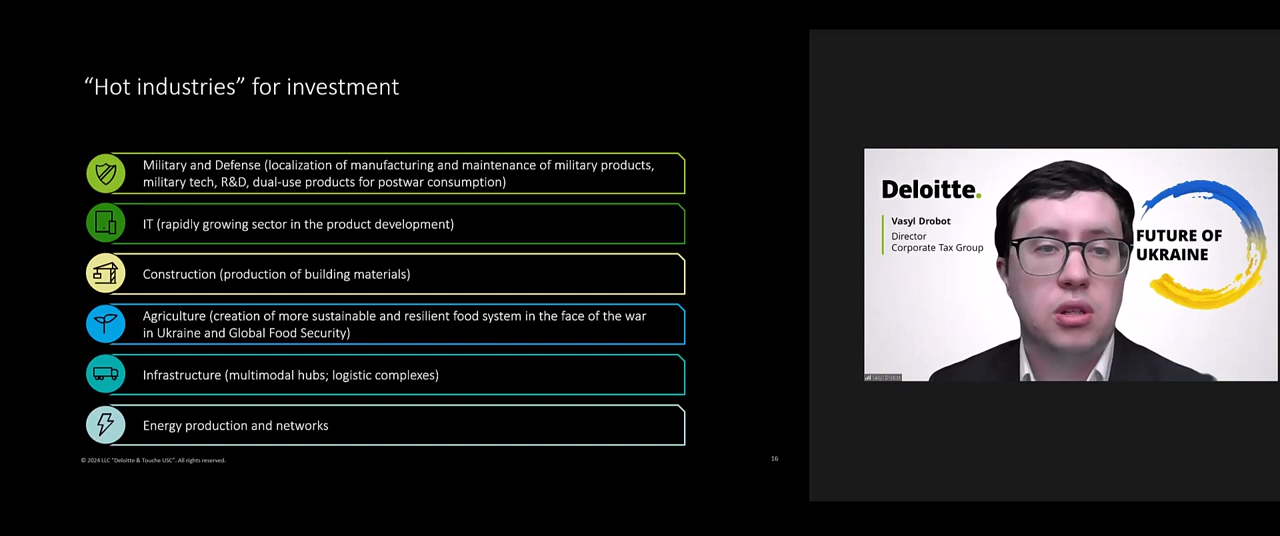 “Hot industries” for investment
Military and Defense (localization of manufacturing and maintenance of military products,
military tech, R&D, dual-use products for postwar consumption)
IT (rapidly growing sector in the product development)
Construction (production of building materials)
Agriculture (creation of more sustainable and resilient food system in the face of the war
in Ukraine and Global Food Security)
Infrastructure (multimodal hubs; logistic complexes)
Energy production and networks
© 2024 LLC "Deloitte & Touche USC". All rights reserved.
16
Deloitte.
Vasyl Drobot
Director
Corporate Tax Group
FUTURE OF
UKRAINE
Vasyl Drobot